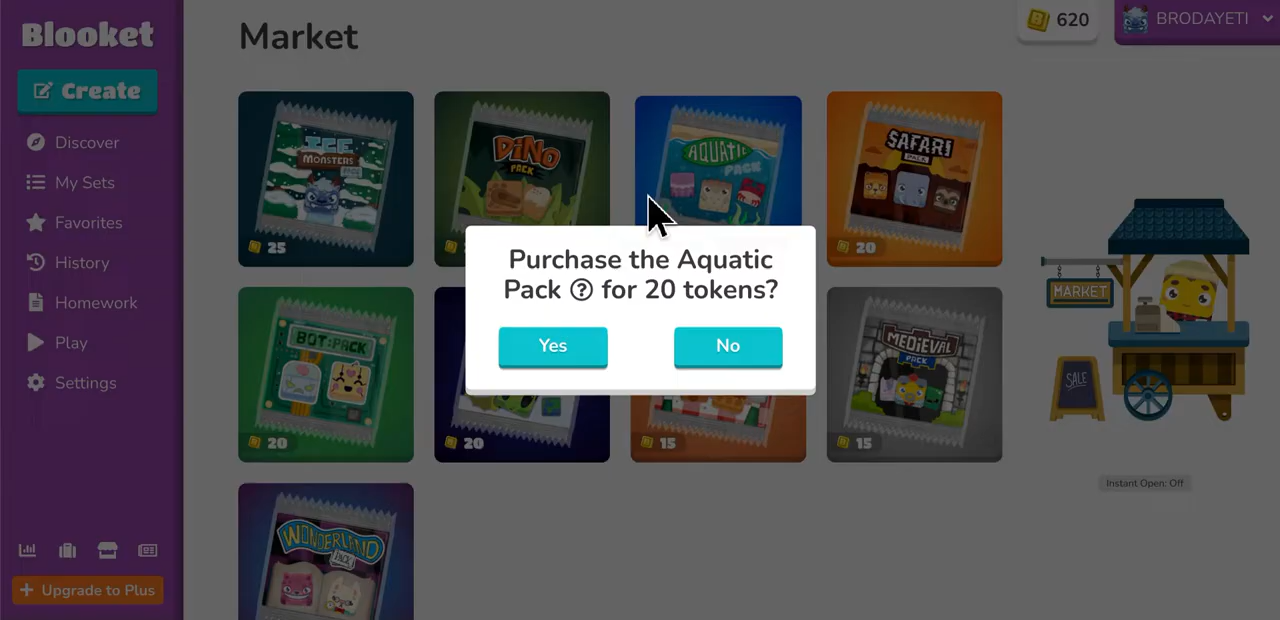 Blooket
Market
620
BRODAYETI
Create
Discover
My Sets
Favorites
History
Homework
Play
Settings
Upgrade to Plus
ICE
MONSTERS
PACK
25
DINO
PACK
AQUATIC
PACK
SAFARI
PACK
20
Purchase the Aquatic
Pack ? for 20 tokens?
Yes
No
BOT:PACK
20
20
15
MEDIEVAL
PACK
15
WONDERLAND
PACK
MARKET
SALE
Instant Open: Off